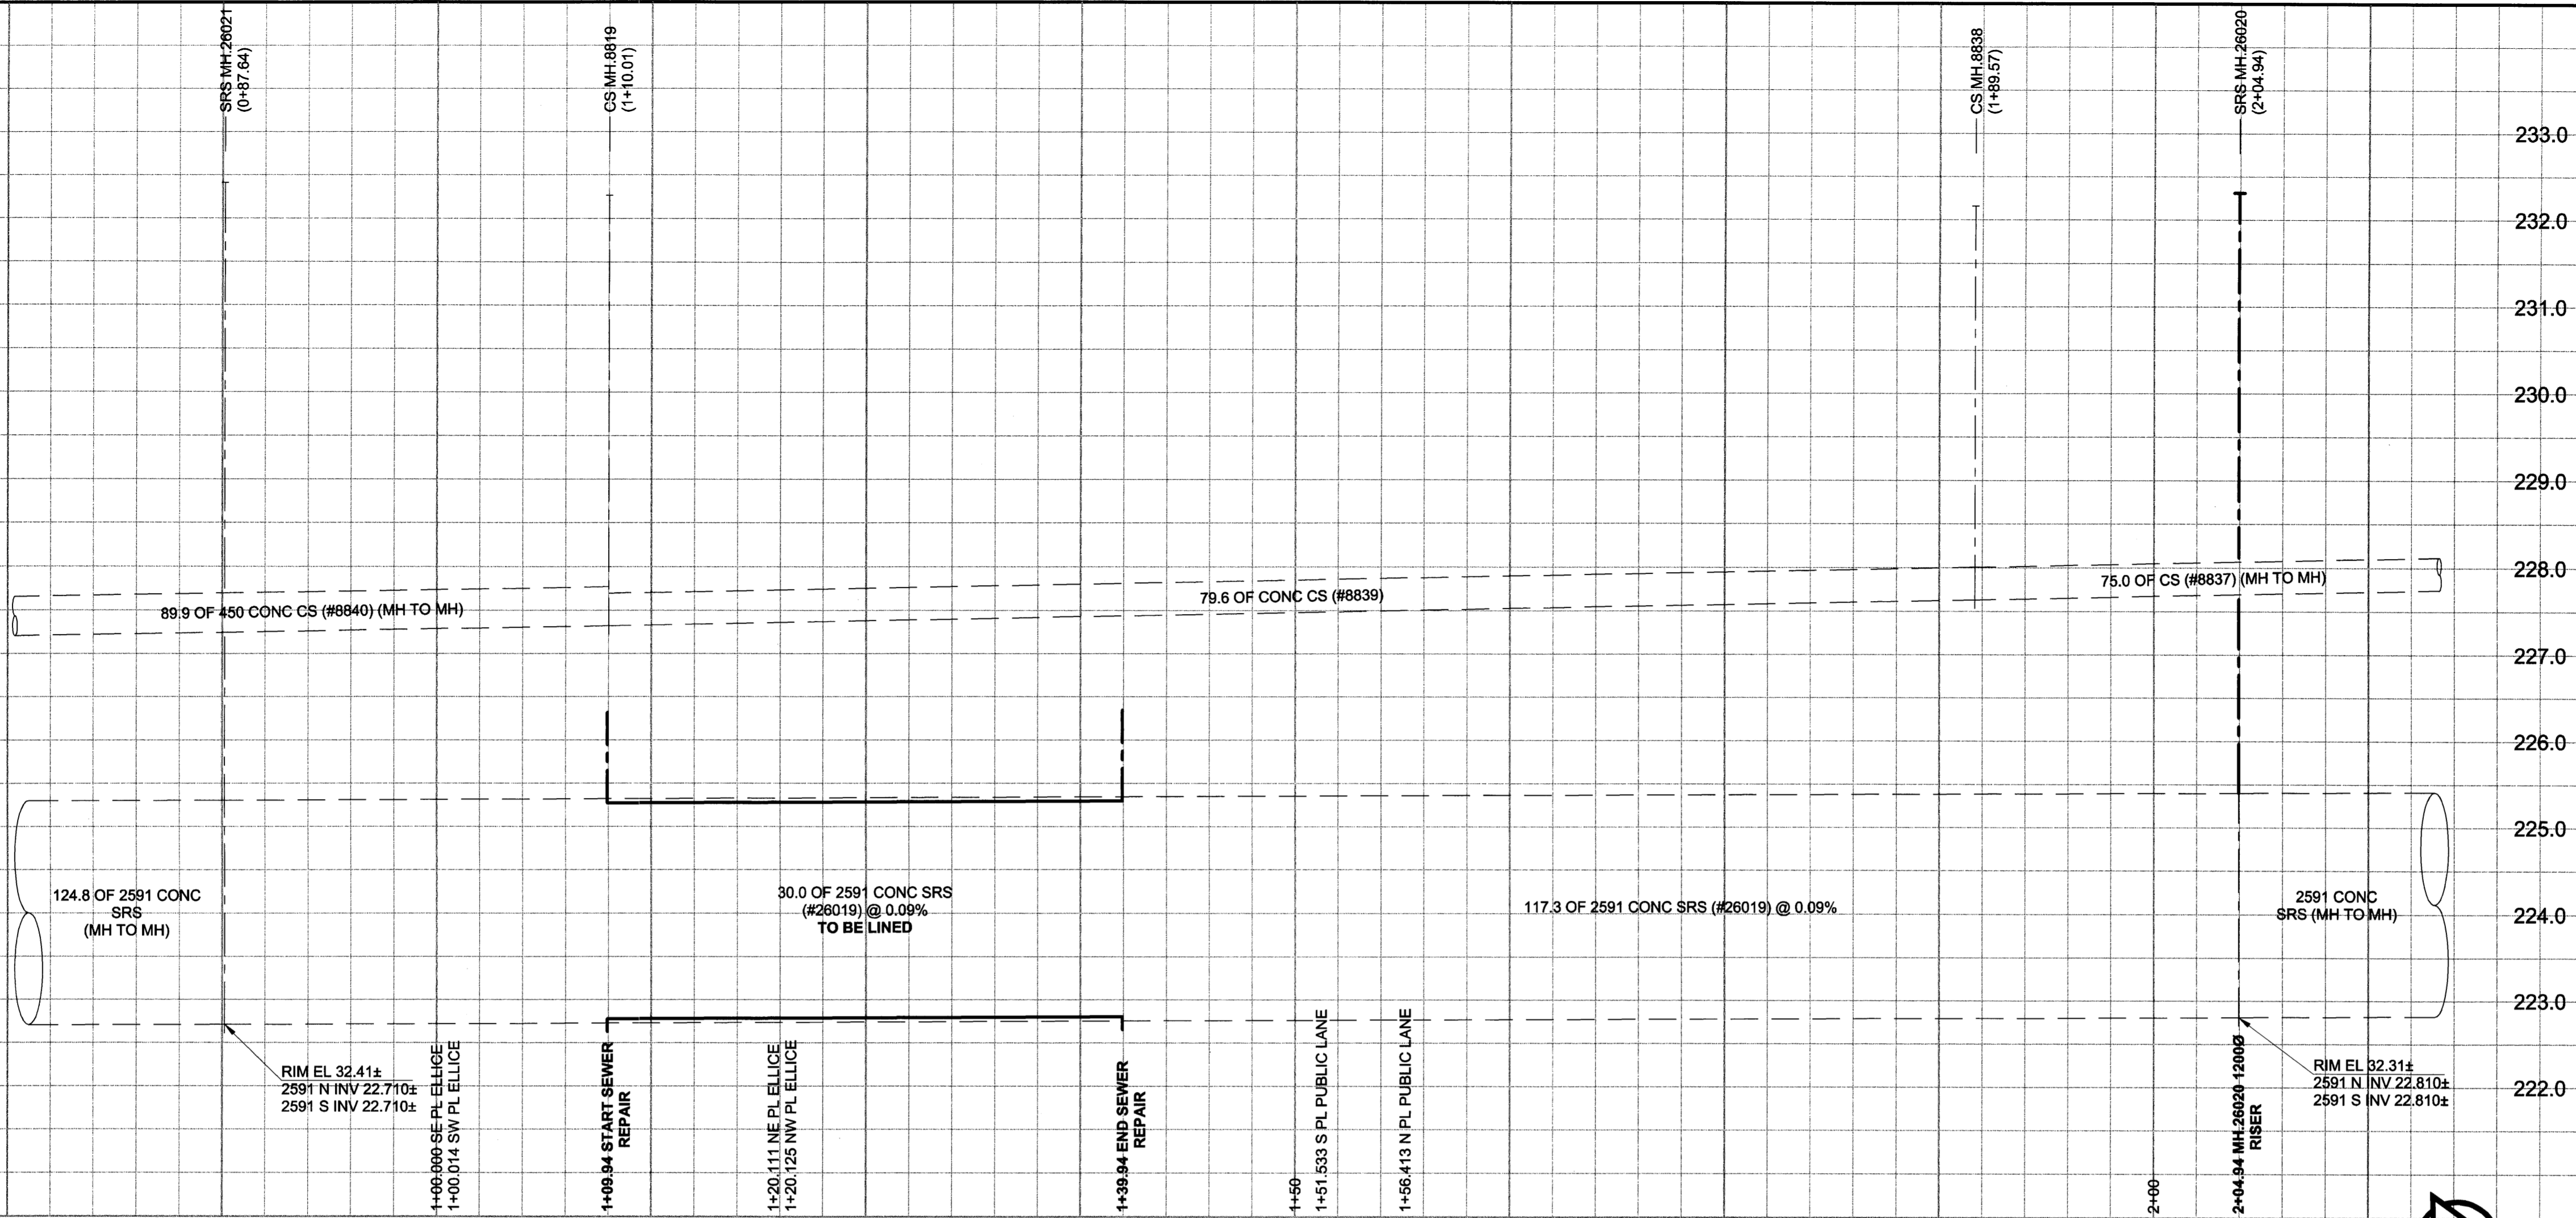 SRS MH.26021
(0+87.64)
CS MH.8819
(1+10.01)
CS MH.8838
(1+89.57)
SRS MH.26020
(2+04.94)
233.0
232.0
231.0
230.0
229.0
228.0
227.0
226.0
225.0
224.0
223.0
222.0
89.9 OF 450 CONC CS (#8840) (MH TO MH)
79.6 OF CONC CS (#8839)
75.0 OF CS (#8837) (MH TO MH)
124.8 OF 2591 CONC
SRS
(MH TO MH)
30.0 OF 2591 CONC SRS
(#26019) @ 0.09%
TO BE LINED
117.3 OF 2591 CONC SRS (#26019) @ 0.09%
2591 CONC
SRS (MH TO MH)
RIM EL 32.41±
2591 N INV 22.710±
2591 S INV 22.710±
1+00.000 SE PL ELLICE
1+00.014 SW PL ELLICE
1+09.94 START SEWER
REPAIR
1+20.111 NE PL ELLICE
1+20.125 NW PL ELLICE
1+39.94 END SEWER
REPAIR
1+50
1+51.533 S PL PUBLIC LANE
1+56.413 N PL PUBLIC LANE
2+00
2+04.94 MH.26020 1200Ø
RISER
RIM EL 32.31±
2591 N INV 22.810±
2591 S INV 22.810±